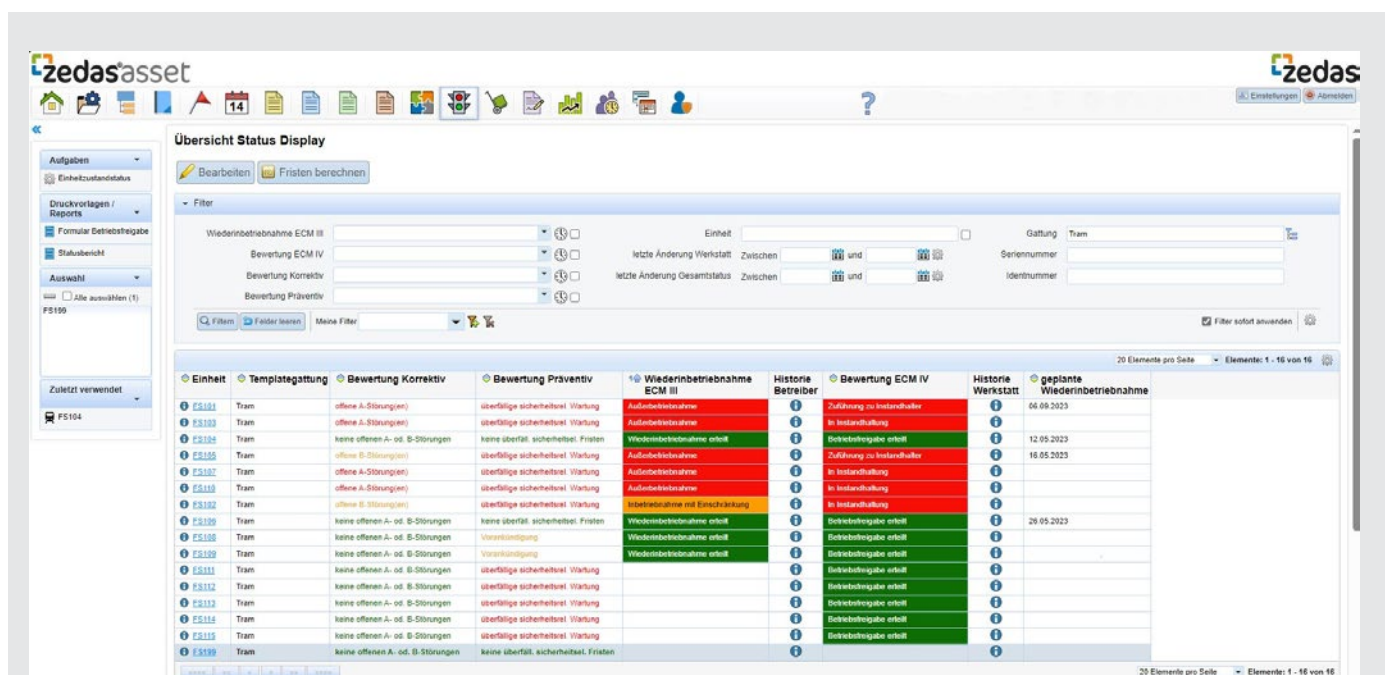 zedas asset
zedas
14
?
Einstellungen Abmelden
«
Übersicht Status Display
Aufgaben
Einheitzustandstatus
Bearbeiten Fristen berechnen
Druckvorlagen / Reports
Formular Betriebsfreigabe
Statusbericht
Auswahl
Alle auswählen (1)
FS199
Zuletzt verwendet
FS104
Filter
Wiederinbetriebnahme ECM III Einheit Gattung Tram
Bewertung ECM IV letzte Änderung Werkstatt Zwischen und Seriennummer
Bewertung Korrektiv letzte Änderung Gesamtstatus Zwischen und Identnummer
Bewertung Präventiv
Filtern Felder leeren Meine Filter Filter sofort anwenden
20 Elemente pro Seite Elemente: 1 - 16 von 16
Einheit Templategattung Bewertung Korrektiv Bewertung Präventiv Wiederinbetriebnahme ECM III Historie Betreiber Bewertung ECM IV Historie Werkstatt geplante Wiederinbetriebnahme
FS101 Tram offene A-Störung(en) überfällige sicherheitsrel. Wartung Außerbetriebnahme Zuführung zu Instandhalter 06.09.2023
FS103 Tram offene A-Störung(en) überfällige sicherheitsrel. Wartung Außerbetriebnahme In Instandhaltung
FS104 Tram keine offenen A- od. B-Störungen keine überfäll. sicherheitsel. Fristen Wiederinbetriebnahme erteilt Betriebsfreigabe erteilt 12.05.2023
Tram offene B-Störung(en) überfällige sicherheitsrel. Wartung Außerbetriebnahme Zuführung zu Instandhalter 16.05.2023
FS107 Tram offene A-Störung(en) überfällige sicherheitsrel. Wartung Außerbetriebnahme In Instandhaltung
FS110 Tram offene A-Störung(en) überfällige sicherheitsrel. Wartung Außerbetriebnahme In Instandhaltung
FS102 Tram offene B-Störung(en) überfällige sicherheitsrel. Wartung Inbetriebnahme mit Einschränkung In Instandhaltung
Tram keine offenen A- od. B-Störungen keine überfäll. sicherheitsel. Fristen Wiederinbetriebnahme erteilt Betriebsfreigabe erteilt 26.05.2023
FS108 Tram keine offenen A- od. B-Störungen Vorankündigung Wiederinbetriebnahme erteilt Betriebsfreigabe erteilt
FS109 Tram keine offenen A- od. B-Störungen Vorankündigung Wiederinbetriebnahme erteilt Betriebsfreigabe erteilt
FS111 Tram keine offenen A- od. B-Störungen überfällige sicherheitsrel. Wartung Betriebsfreigabe erteilt
FS112 Tram keine offenen A- od. B-Störungen überfällige sicherheitsrel. Wartung Betriebsfreigabe erteilt
FS113 Tram keine offenen A- od. B-Störungen überfällige sicherheitsrel. Wartung Betriebsfreigabe erteilt
FS114 Tram keine offenen A- od. B-Störungen überfällige sicherheitsrel. Wartung Betriebsfreigabe erteilt
FS115 Tram keine offenen A- od. B-Störungen überfällige sicherheitsrel. Wartung Betriebsfreigabe erteilt
FS199 Tram keine offenen A- od. B-Störungen keine überfäll. sicherheitsel. Fristen
20 Elemente pro Seite Elemente: 1 - 16 von 16